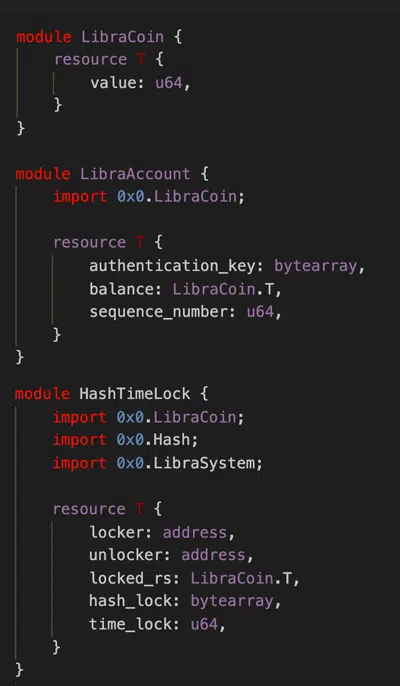 module LibraCoin {
    resource T {
        value: u64,
    }
}
module LibraAccount {
    import 0x0.LibraCoin;
    resource T {
        authentication_key: bytearray,
        balance: LibraCoin.T,
        sequence_number: u64,
    }
}
module HashTimeLock {
    import 0x0.LibraCoin;
    import 0x0.Hash;
    import 0x0.LibraSystem;
    resource T {
        locker: address,
        unlocker: address,
        locked_rs: LibraCoin.T,
        hash_lock: bytearray,
        time_lock: u64,
    }
}